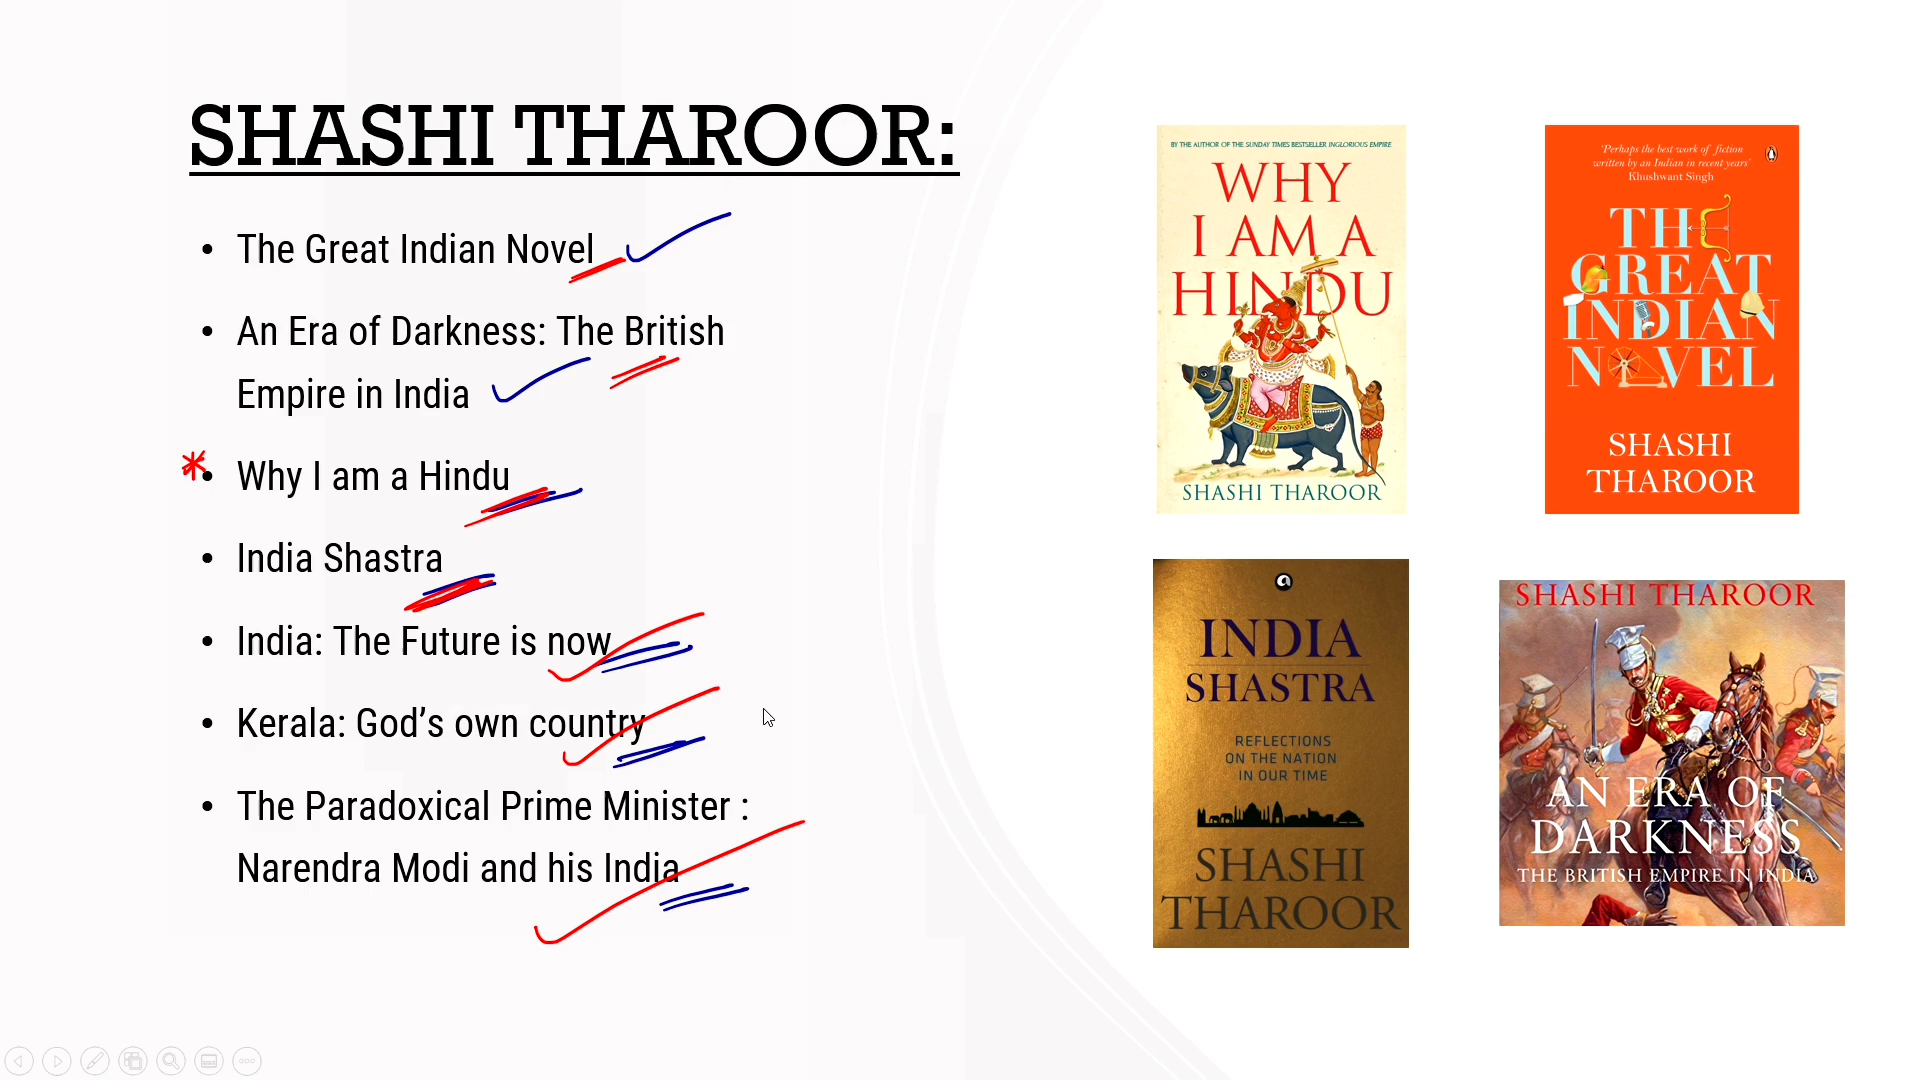 SHASHI THAROOR:
• The Great Indian Novel
• An Era of Darkness: The British
Empire in India
• Why I am a Hindu
• India Shastra
• India: The Future is now
• Kerala: God’s own country
• The Paradoxical Prime Minister :
Narendra Modi and his India
BY THE AUTHOR OF THE SUNDAY TIMES BESTSELLER INGLORIOUS EMPIRE
WHY
I AM A
HINDU
SHASHI THAROOR
‘Perhaps the best work of fiction
written by an Indian in recent years’
Khushwant Singh
THE
GREAT
INDIAN
NOVEL
SHASHI
THAROOR
INDIA
SHASTRA
REFLECTIONS
ON THE NATION
IN OUR TIME
SHASHI
THAROOR
SHASHI THAROOR
AN ERA OF
DARKNESS
THE BRITISH EMPIRE IN INDIA